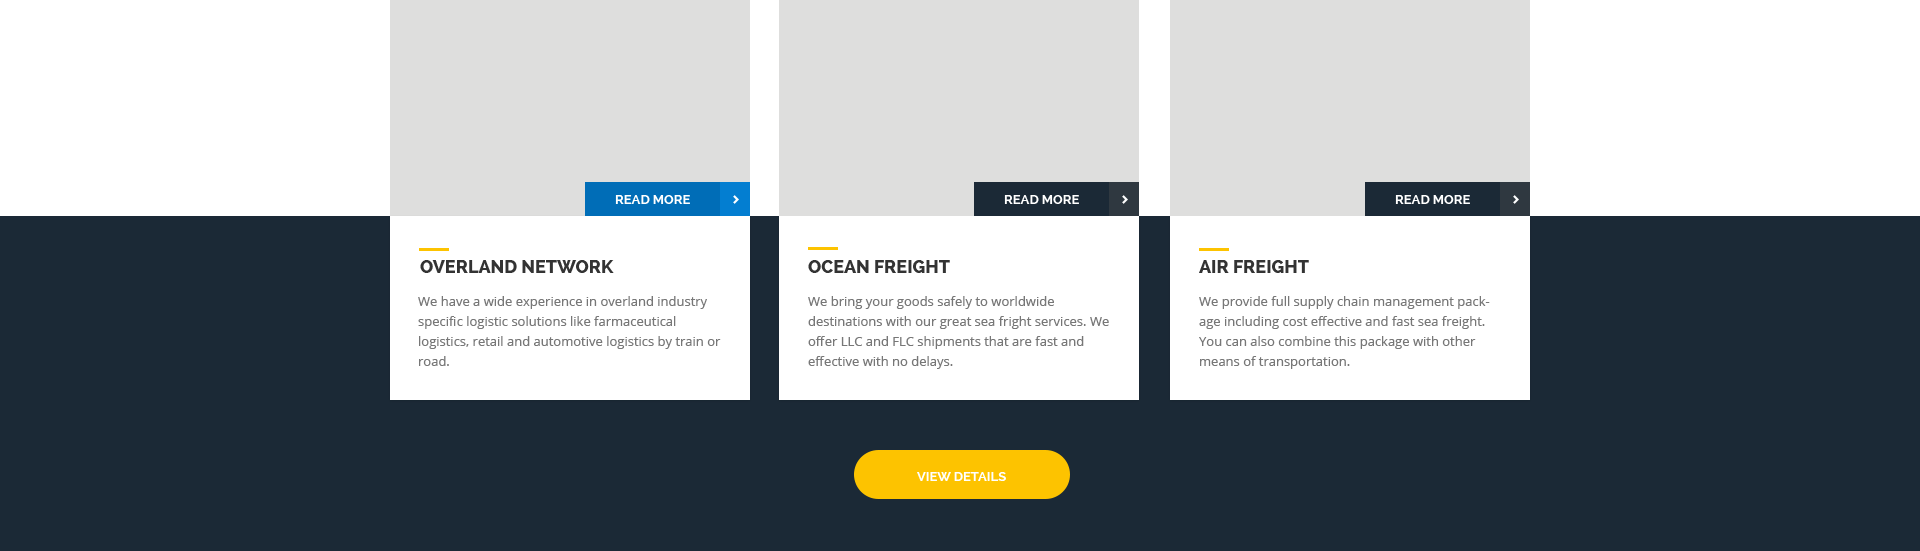 READ MORE
READ MORE
READ MORE
OVERLAND NETWORK
We have a wide experience in overland industry
specific logistic solutions like farmaceutical
logistics, retail and automotive logistics by train or
road.
OCEAN FREIGHT
We bring your goods safely to worldwide
destinations with our great sea fright services. We
offer LLC and FLC shipments that are fast and
effective with no delays.
AIR FREIGHT
We provide full supply chain management pack-
age including cost effective and fast sea freight.
You can also combine this package with other
means of transportation.
VIEW DETAILS